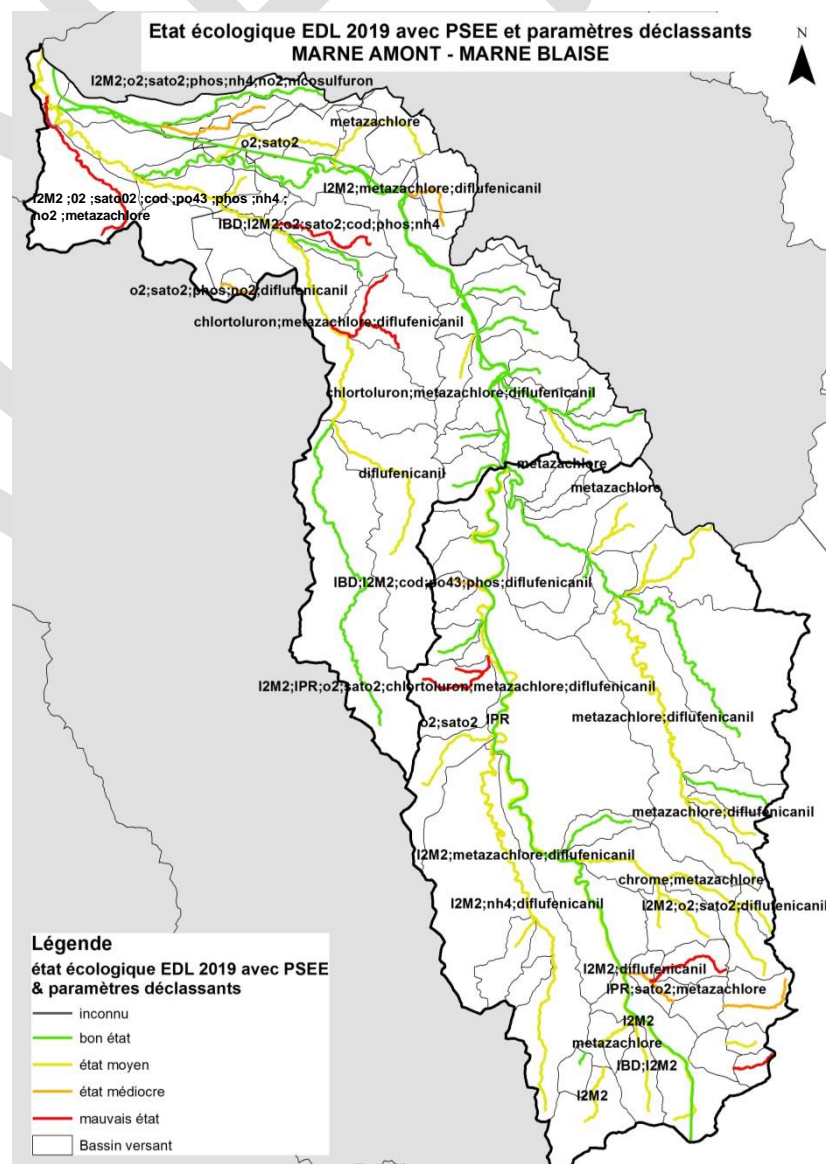 Etat écologique EDL 2019 avec PSEE et paramètres déclassants
MARNE AMONT - MARNE BLAISE
N
I2M2;o2;sato2;phos;nh4;no2;nicosulfuron
metazachlore
o2;sato2
I2M2;metazachlore;diflufenicanil
I2M2 ;02 ;satd02 ;cod ;po43 ;phos ;nh4 ;
no2 ;metazachlore
IBD;I2M2;o2;sato2;cod;phos;nh4
o2;sato2;phos;no2;diflufenicanil
chlortoluron;metazachlore;diflufenicanil
chlortoluron;metazachlore;diflufenicanil
diflufenicanil
metazachlore
metazachlore
IBD;I2M2;cod;po43;phos;diflufenicanil
I2M2;IPR;o2;sato2;chlortoluron;metazachlore;diflufenicanil
o2;sato2
IPR
metazachlore;diflufenicanil
metazachlore;diflufenicanil
I2M2;metazachlore;diflufenicanil
chrome;metazachlore
I2M2;nh4;diflufenicanil
I2M2;o2;sato2;diflufenicanil
I2M2;diflufenicanil
IPR;sato2;metazachlore
I2M2
metazachlore
IBD;I2M2
I2M2
Légende
état écologique EDL 2019 avec PSEE
& paramètres déclassants
inconnu
bon état
état moyen
état médiocre
mauvais état
Bassin versant